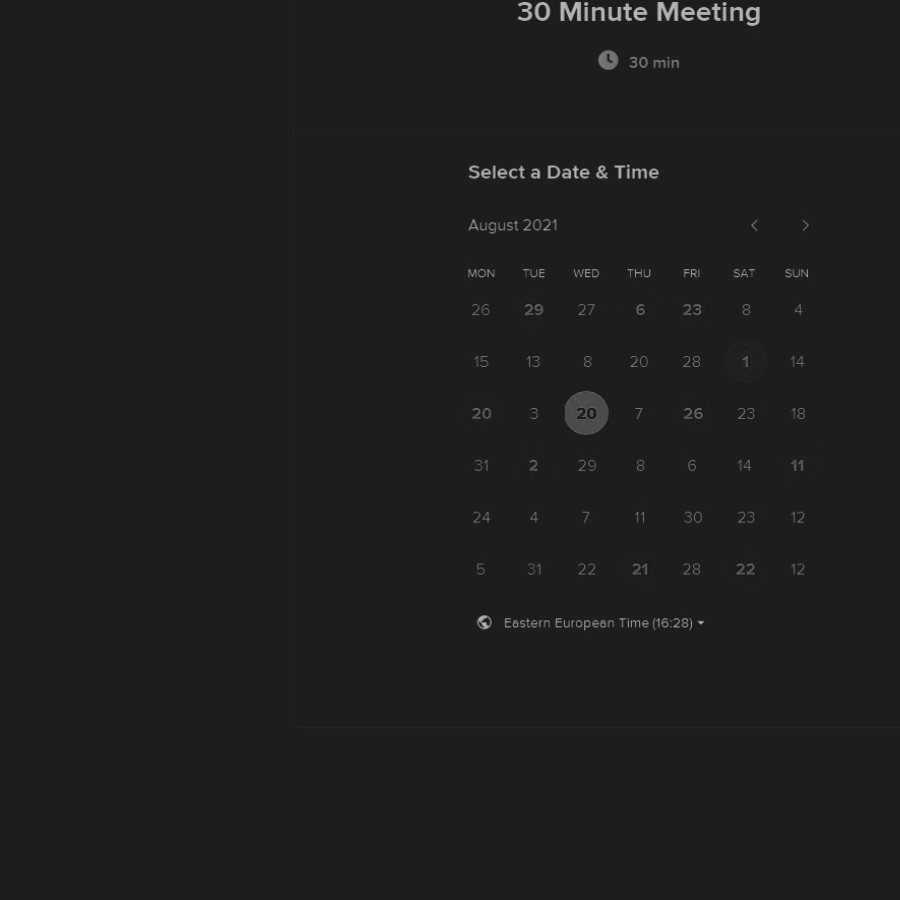 30 Minute Meeting
30 min
Select a Date & Time
August 2021
MON TUE WED THU FRI SAT SUN
26 29 27 6 23 8 4
15 13 8 20 28 1 14
20 3 20 7 26 23 18
31 2 29 8 6 14 11
24 4 7 11 30 23 12
5 31 22 21 28 22 12
Eastern European Time (16:28)